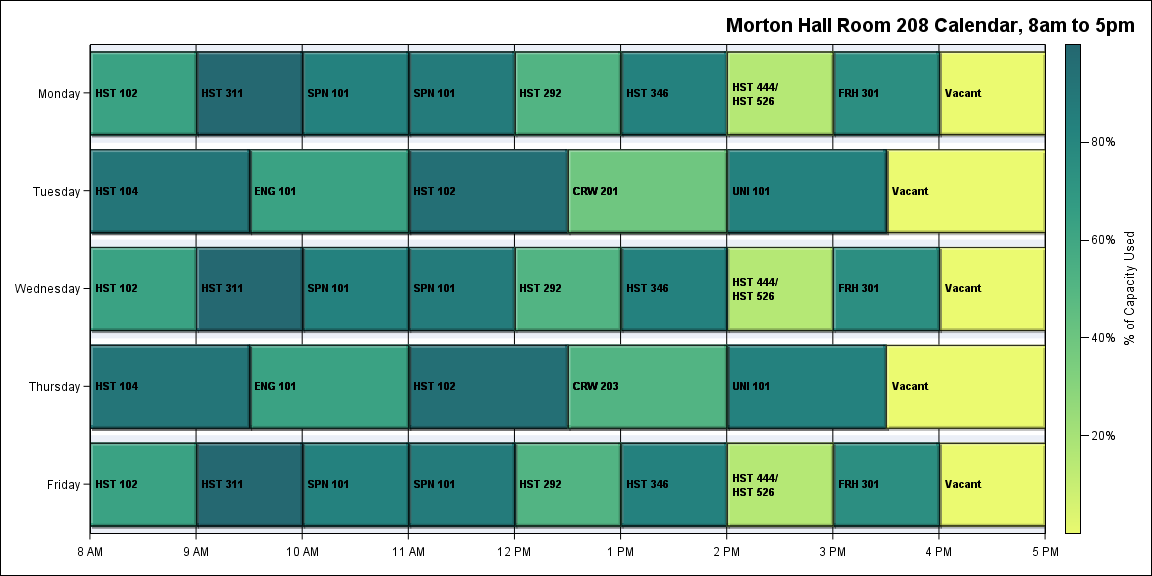 Morton Hall Room 208 Calendar, 8am to 5pm
Monday
HST 102
HST 311
SPN 101
SPN 101
HST 292
HST 346
HST 444/
HST 526
FRH 301
Vacant
Tuesday
HST 104
ENG 101
HST 102
CRW 201
UNI 101
Vacant
Wednesday
HST 102
HST 311
SPN 101
SPN 101
HST 292
HST 346
HST 444/
HST 526
FRH 301
Vacant
Thursday
HST 104
ENG 101
HST 102
CRW 203
UNI 101
Vacant
Friday
HST 102
HST 311
SPN 101
SPN 101
HST 292
HST 346
HST 444/
HST 526
FRH 301
Vacant
8 AM
9 AM
10 AM
11 AM
12 PM
1 PM
2 PM
3 PM
4 PM
5 PM
80%
60%
40%
20%
% of Capacity Used